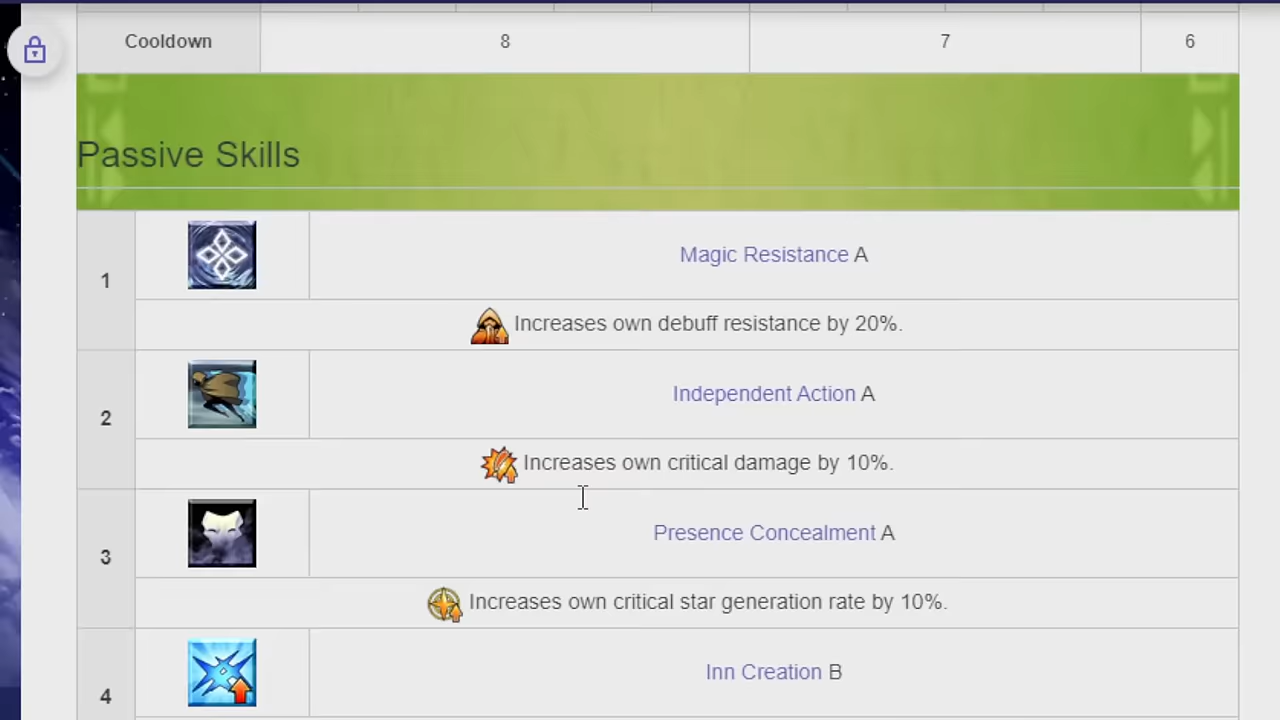 Cooldown 8 7 6
Passive Skills
1 Magic Resistance A
Increases own debuff resistance by 20%.
2 Independent Action A
Increases own critical damage by 10%.
3 Presence Concealment A
Increases own critical star generation rate by 10%.
4 Inn Creation B